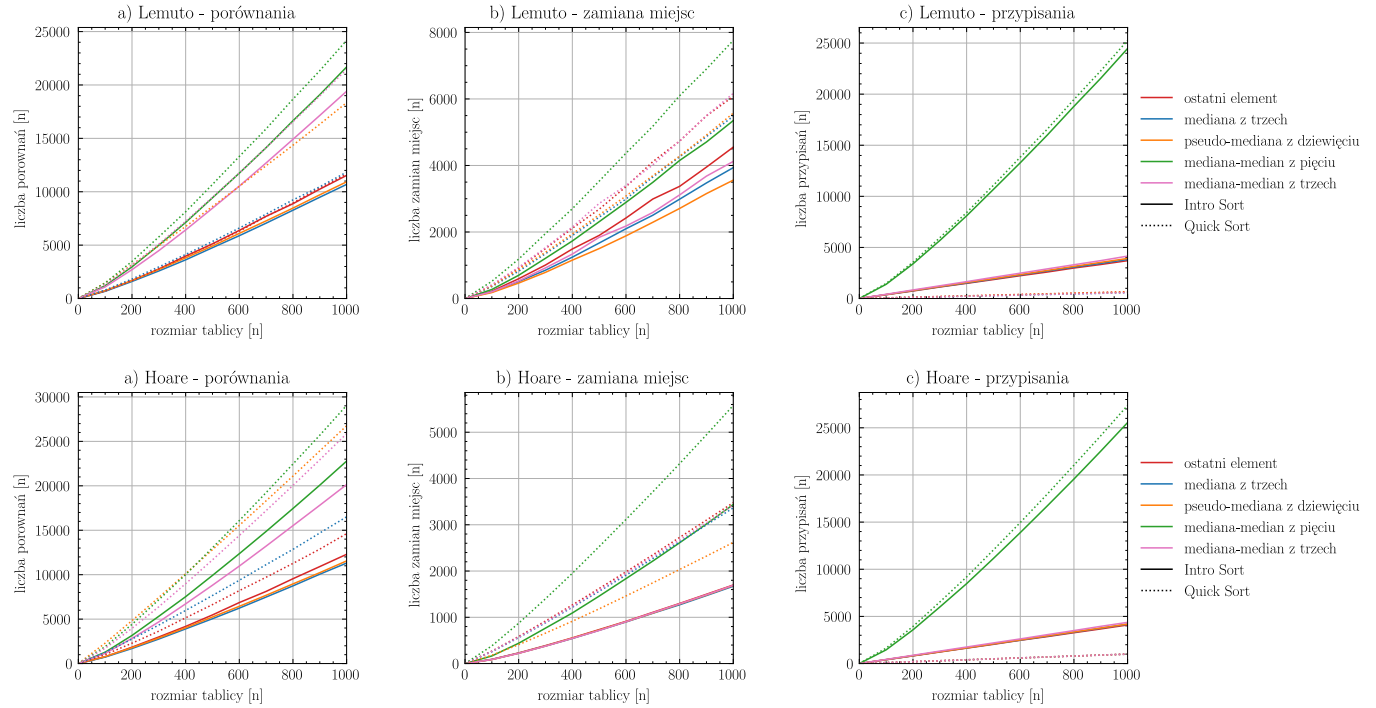 a) Lemuto - porównania
b) Lemuto - zamiana miejsc
c) Lemuto - przypisania
liczba porownań [n]
25000
20000
15000
10000
5000
0
0 200 400 600 800 1000
rozmiar tablicy [n]
liczba zamian miejsc [n]
8000
6000
4000
2000
0
0 200 400 600 800 1000
rozmiar tablicy [n]
liczba przypisań [n]
25000
20000
15000
10000
5000
0
0 200 400 600 800 1000
rozmiar tablicy [n]
ostatni element
mediana z trzech
pseudo-mediana z dziewięciu
mediana-median z pięciu
mediana-median z trzech
Intro Sort
Quick Sort
a) Hoare - porównania
b) Hoare - zamiana miejsc
c) Hoare - przypisania
liczba porownań [n]
30000
25000
20000
15000
10000
5000
0
0 200 400 600 800 1000
rozmiar tablicy [n]
liczba zamian miejsc [n]
5000
4000
3000
2000
1000
0
0 200 400 600 800 1000
rozmiar tablicy [n]
liczba przypisań [n]
25000
20000
15000
10000
5000
0
0 200 400 600 800 1000
rozmiar tablicy [n]
ostatni element
mediana z trzech
pseudo-mediana z dziewięciu
mediana-median z pięciu
mediana-median z trzech
Intro Sort
Quick Sort